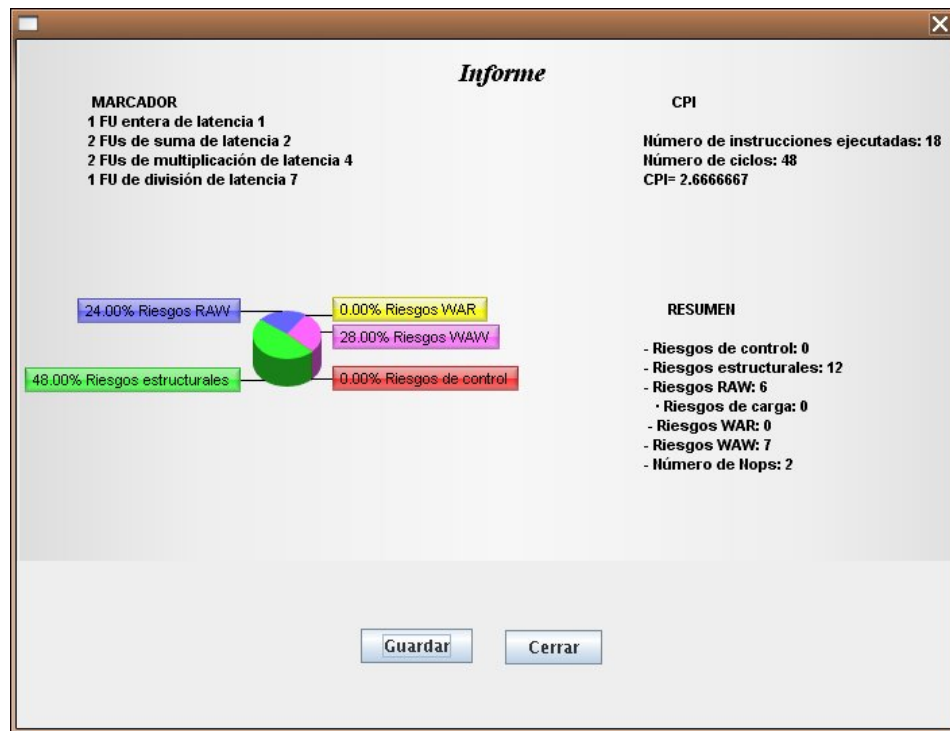 Informe
MARCADOR
1 FU entera de latencia 1
2 FUs de suma de latencia 2
2 FUs de multiplicación de latencia 4
1 FU de división de latencia 7
CPI
Número de instrucciones ejecutadas: 18
Número de ciclos: 48
CPI= 2.6666667
24.00% Riesgos RAW
0.00% Riesgos WAR
28.00% Riesgos WAW
48.00% Riesgos estructurales
0.00% Riesgos de control
RESUMEN
- Riesgos de control: 0
- Riesgos estructurales: 12
- Riesgos RAW: 6
· Riesgos de carga: 0
- Riesgos WAR: 0
- Riesgos WAW: 7
- Número de Nops: 2
Guardar
Cerrar